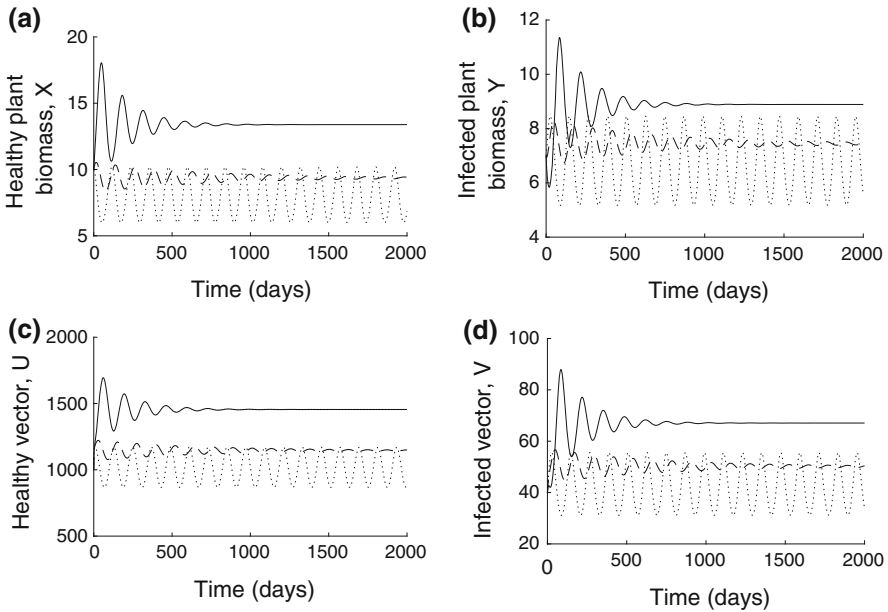 (a)
20
15
10
5
0
500
1000
1500
2000
Healthy plant
biomass, X
Time (days)
(b)
12
10
8
6
4
0
500
1000
1500
2000
Infected plant
biomass, Y
Time (days)
(c)
2000
1500
1000
500
0
500
1000
1500
2000
Healthy vector, U
Time (days)
(d)
100
80
60
40
20
0
500
1000
1500
2000
Infected vector, V
Time (days)